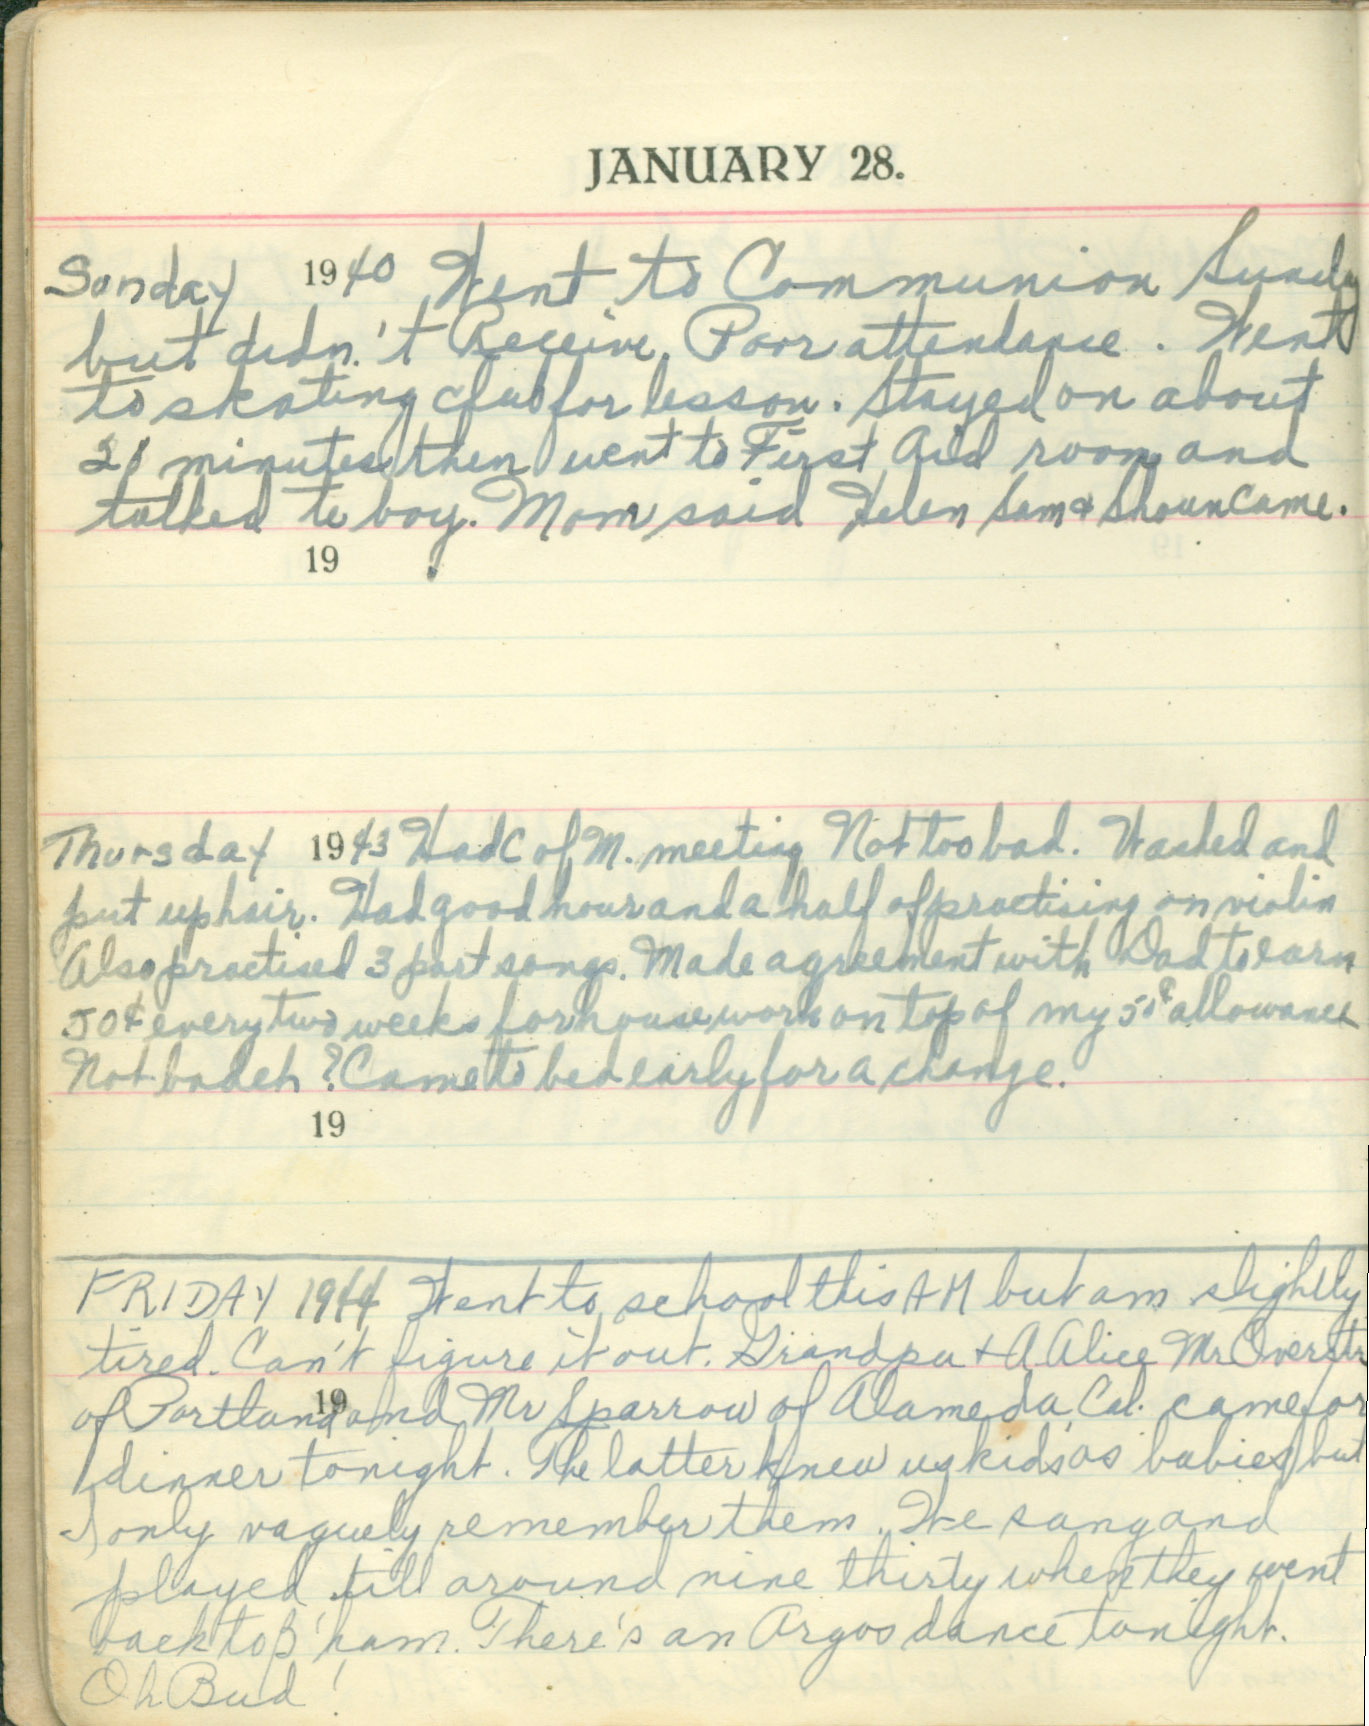 JANUARY 28.
Sunday 1940 Went to Communion Sunday
but didn't Receive. Poor attendance. Went
to skating club for lesson. Stayed on about
minutes then went to First Aid room and
talked to boy. Mom said Helen Sam & Shaun came.
19
Thursday 1943 Had C of M. meeting Not too bad. Washed and
put up hair. Had good hour and a half of practising on violin
Also practised 3 part songs. Made agreement with Dad to earn
50¢ every two weeks for housework on top of my 50¢ allowance
Not bad eh? Came to bed early for a change.
19
FRIDAY 1944 Went to school this AM but am slightly
tired. Can't figure it out. Grandpa + A. Alice Mr
19
of Portland and Mr Sparrow of Alameda, Cal. came for
dinner tonight. The latter knew us kids as babies but
I only vaguely remember them. We sang and
played till around nine thirty when they went
back to B'ham. There's an Argos dance tonight.
Oh Bud!